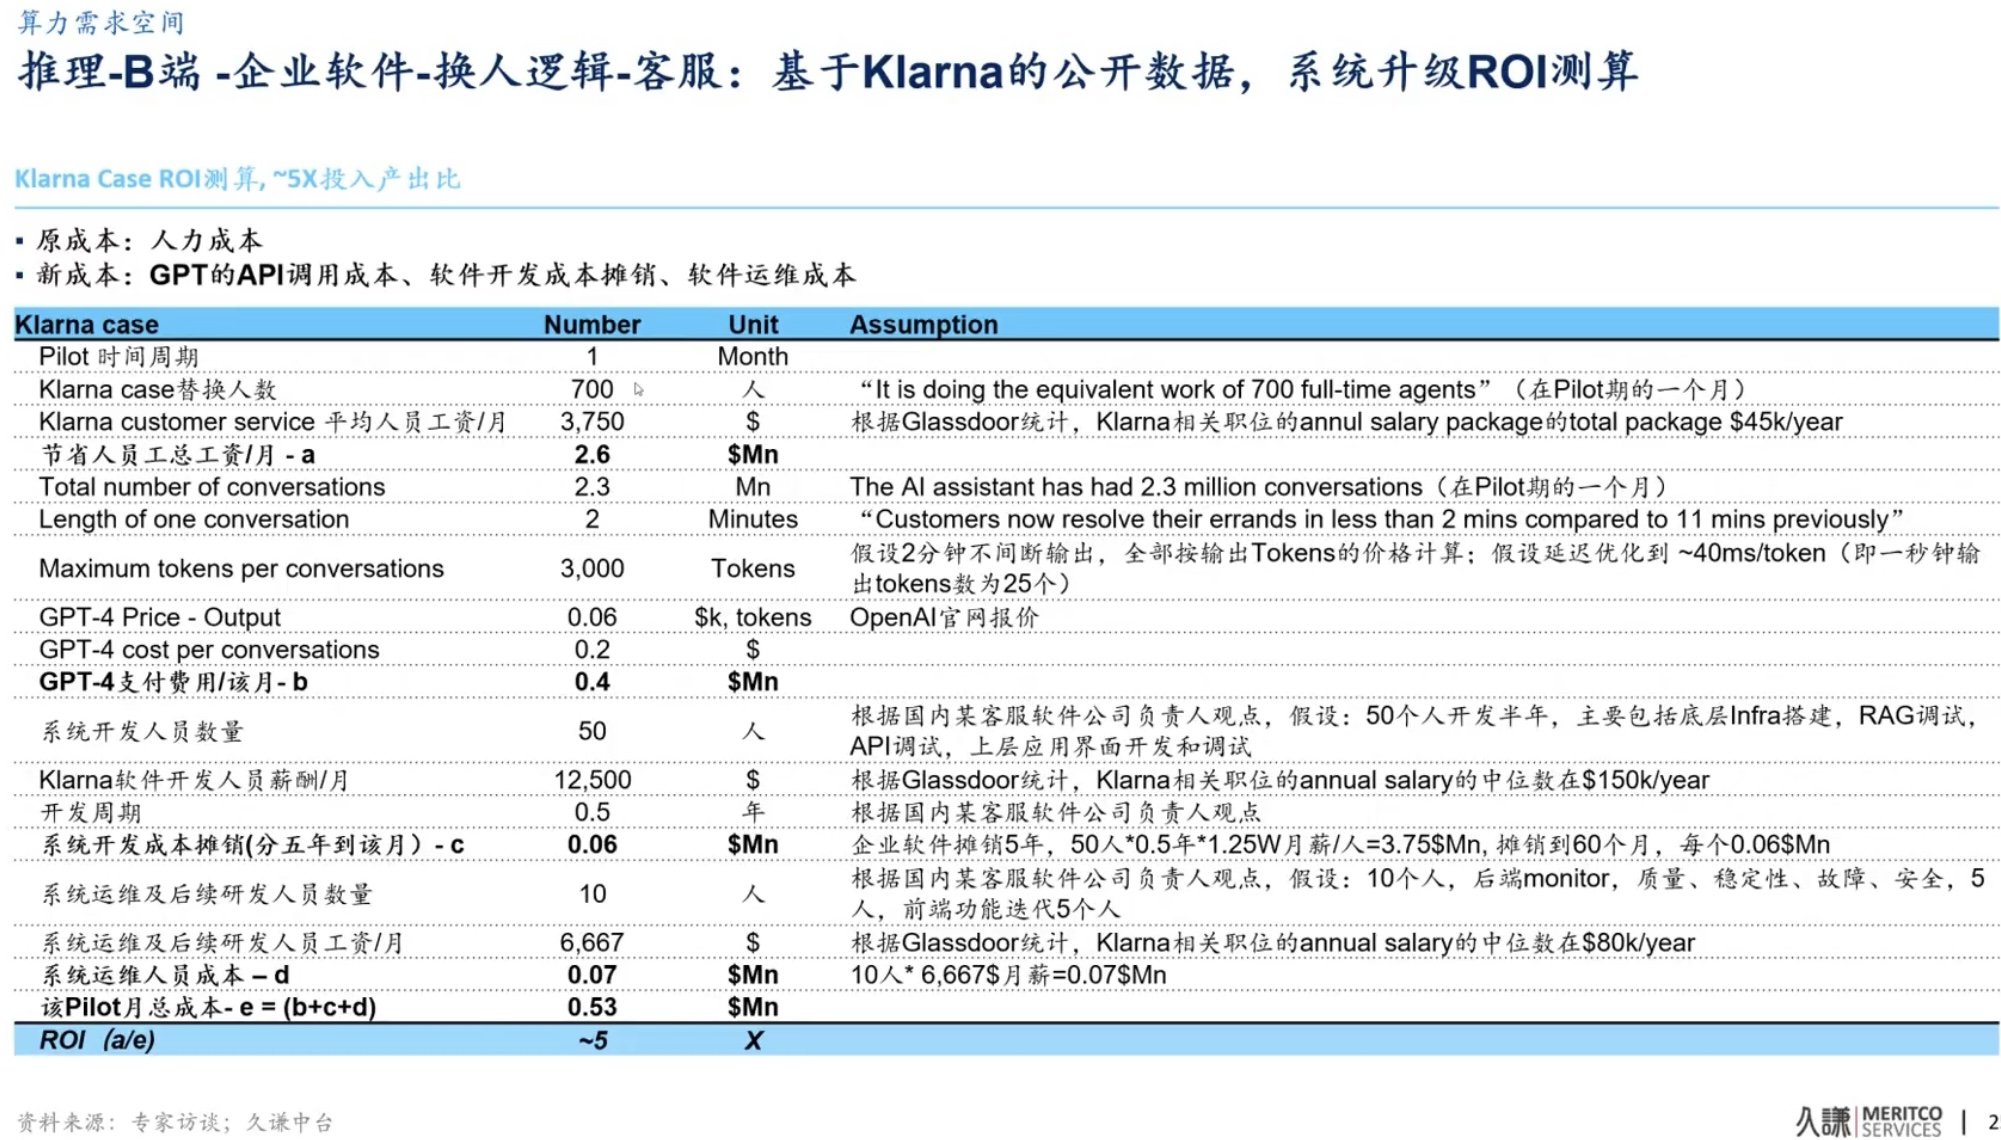 算力需求空间
推理-B端 -企业软件-换人逻辑-客服：基于Klarna的公开数据，系统升级ROI测算
Klarna Case ROI测算, ~5X投入产出比
▪ 原成本：人力成本
▪ 新成本：GPT的API调用成本、软件开发成本摊销、软件运维成本
Klarna case Number Unit Assumption
Pilot 时间周期 1 Month
Klarna case替换人数 700 人 “It is doing the equivalent work of 700 full-time agents”（在Pilot期的一个月）
Klarna customer service 平均人员工资/月 3,750 $ 根据Glassdoor统计，Klarna相关职位的annul salary package的total package $45k/year
节省人员工总工资/月 - a 2.6 $Mn
Total number of conversations 2.3 Mn The AI assistant has had 2.3 million conversations（在Pilot期的一个月）
Length of one conversation 2 Minutes “Customers now resolve their errands in less than 2 mins compared to 11 mins previously”
Maximum tokens per conversations 3,000 Tokens 假设2分钟不间断输出，全部按输出Tokens的价格计算；假设延迟优化到 ~40ms/token（即一秒钟输
出tokens数为25个）
GPT-4 Price - Output 0.06 $k, tokens OpenAI官网报价
GPT-4 cost per conversations 0.2 $
GPT-4支付费用/该月- b 0.4 $Mn
系统开发人员数量 50 人 根据国内某客服软件公司负责人观点，假设：50个人开发半年，主要包括底层Infra搭建，RAG调试，
API调试，上层应用界面开发和调试
Klarna软件开发人员薪酬/月 12,500 $ 根据Glassdoor统计，Klarna相关职位的annual salary的中位数在$150k/year
开发周期 0.5 年 根据国内某客服软件公司负责人观点
系统开发成本摊销(分五年到该月）- c 0.06 $Mn 企业软件摊销5年，50人*0.5年*1.25W月薪/人=3.75$Mn, 摊销到60个月，每个0.06$Mn
系统运维及后续研发人员数量 10 人 根据国内某客服软件公司负责人观点，假设：10个人，后端monitor，质量、稳定性、故障、安全，5
人，前端功能迭代5个人
系统运维及后续研发人员工资/月 6,667 $ 根据Glassdoor统计，Klarna相关职位的annual salary的中位数在$80k/year
系统运维人员成本 – d 0.07 $Mn 10人* 6,667$月薪=0.07$Mn
该Pilot月总成本- e = (b+c+d) 0.53 $Mn
ROI （a/e) ~5 X
资料来源：专家访谈；久谦中台
久謙 MERITCO SERVICES | 2